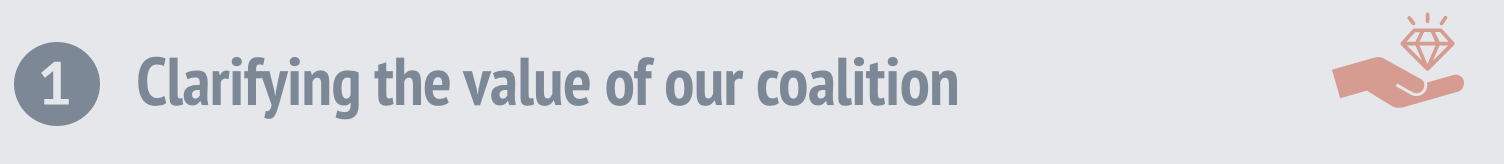 1 Clarifying the value of our coalition